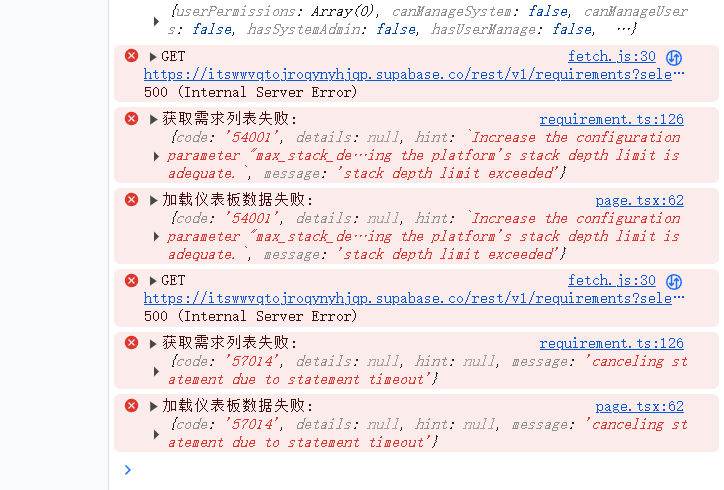 {userPermissions: Array(0), canManageSystem: false, canManageUser
s: false, hasSystemAdmin: false, hasUserManage: false, …}
GET fetch.js:30
https://itswwvqtojroqynyhjqp.supabase.co/rest/v1/requirements?sele…
500 (Internal Server Error)
获取需求列表失败: requirement.ts:126
{code: '54001', details: null, hint: `Increase the configuration
parameter "max_stack_de…ing the platform's stack depth limit is
adequate.`, message: 'stack depth limit exceeded'}
加载仪表板数据失败: page.tsx:62
{code: '54001', details: null, hint: `Increase the configuration
parameter "max_stack_de…ing the platform's stack depth limit is
adequate.`, message: 'stack depth limit exceeded'}
GET fetch.js:30
https://itswwvqtojroqynyhjqp.supabase.co/rest/v1/requirements?sele…
500 (Internal Server Error)
获取需求列表失败: requirement.ts:126
{code: '57014', details: null, hint: null, message: 'canceling st
atement due to statement timeout'}
加载仪表板数据失败: page.tsx:62
{code: '57014', details: null, hint: null, message: 'canceling st
atement due to statement timeout'}